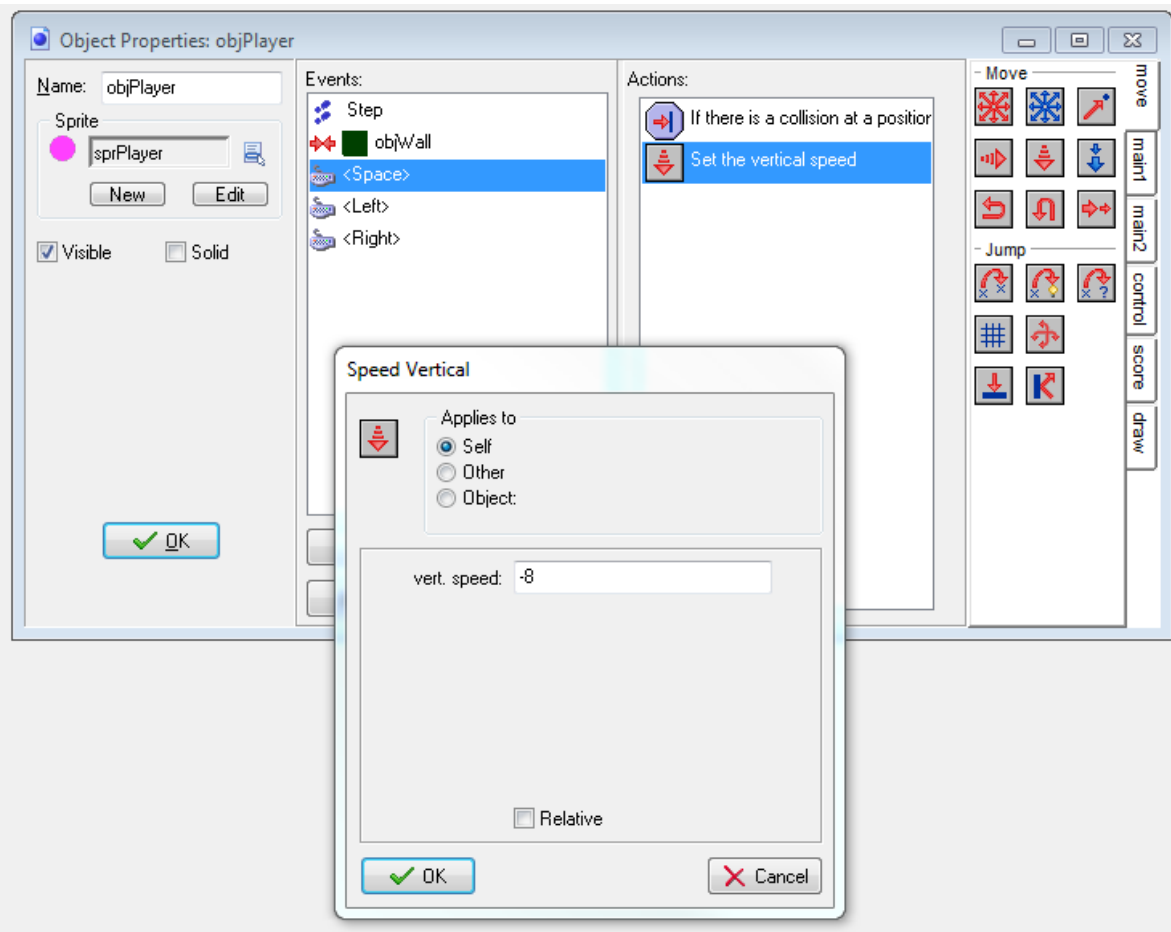 Object Properties: objPlayer
Name: objPlayer
Sprite
sprPlayer
New Edit
Visible Solid
OK
Events:
Step
objWall
<Space>
<Left>
<Right>
Actions:
If there is a collision at a position
Set the vertical speed
Move
Jump
move
main1
main2
control
score
draw
Speed Vertical
Applies to
Self
Other
Object:
vert. speed: -8
Relative
OK Cancel